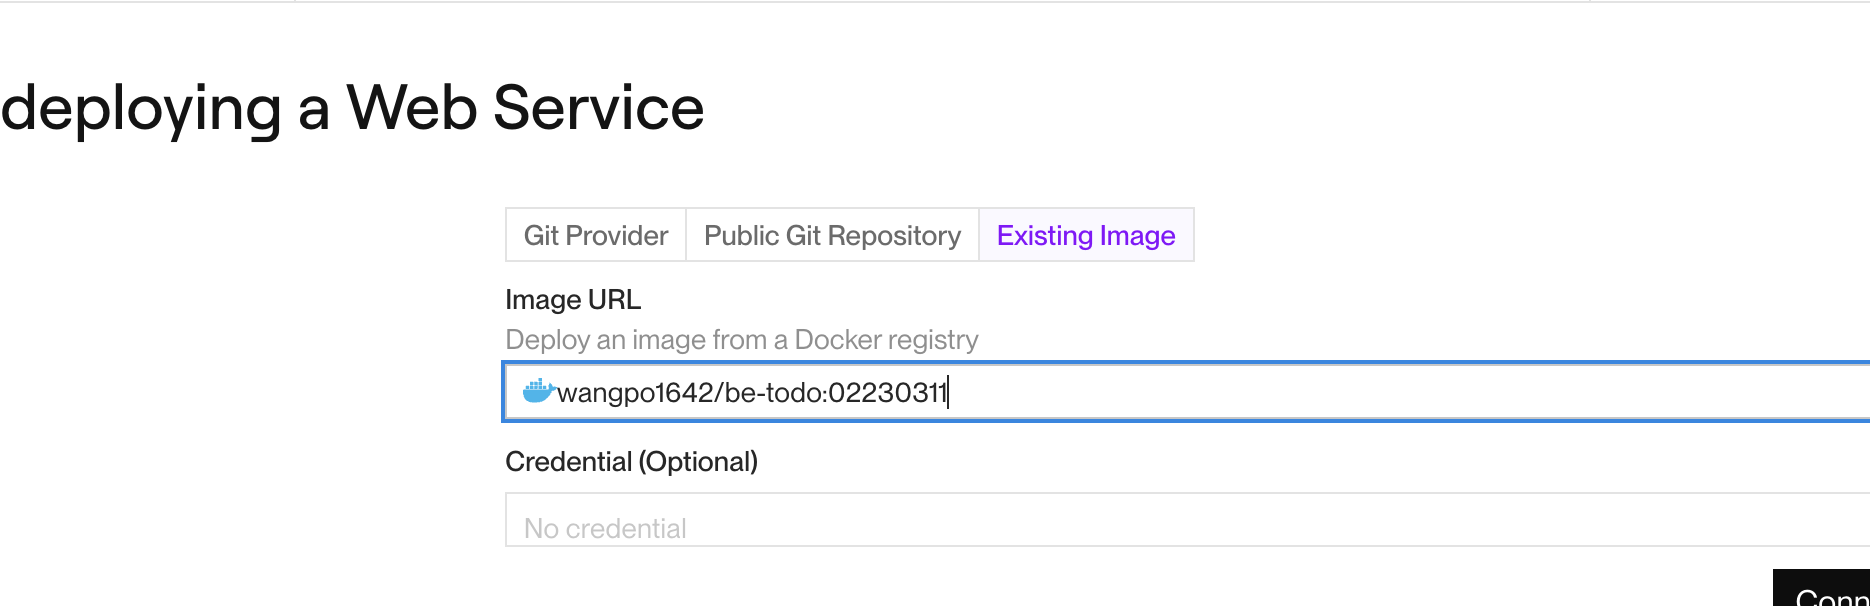 deploying a Web Service
Git Provider Public Git Repository Existing Image
Image URL
Deploy an image from a Docker registry
wangpo1642/be-todo:02230311
Credential (Optional)
No credential